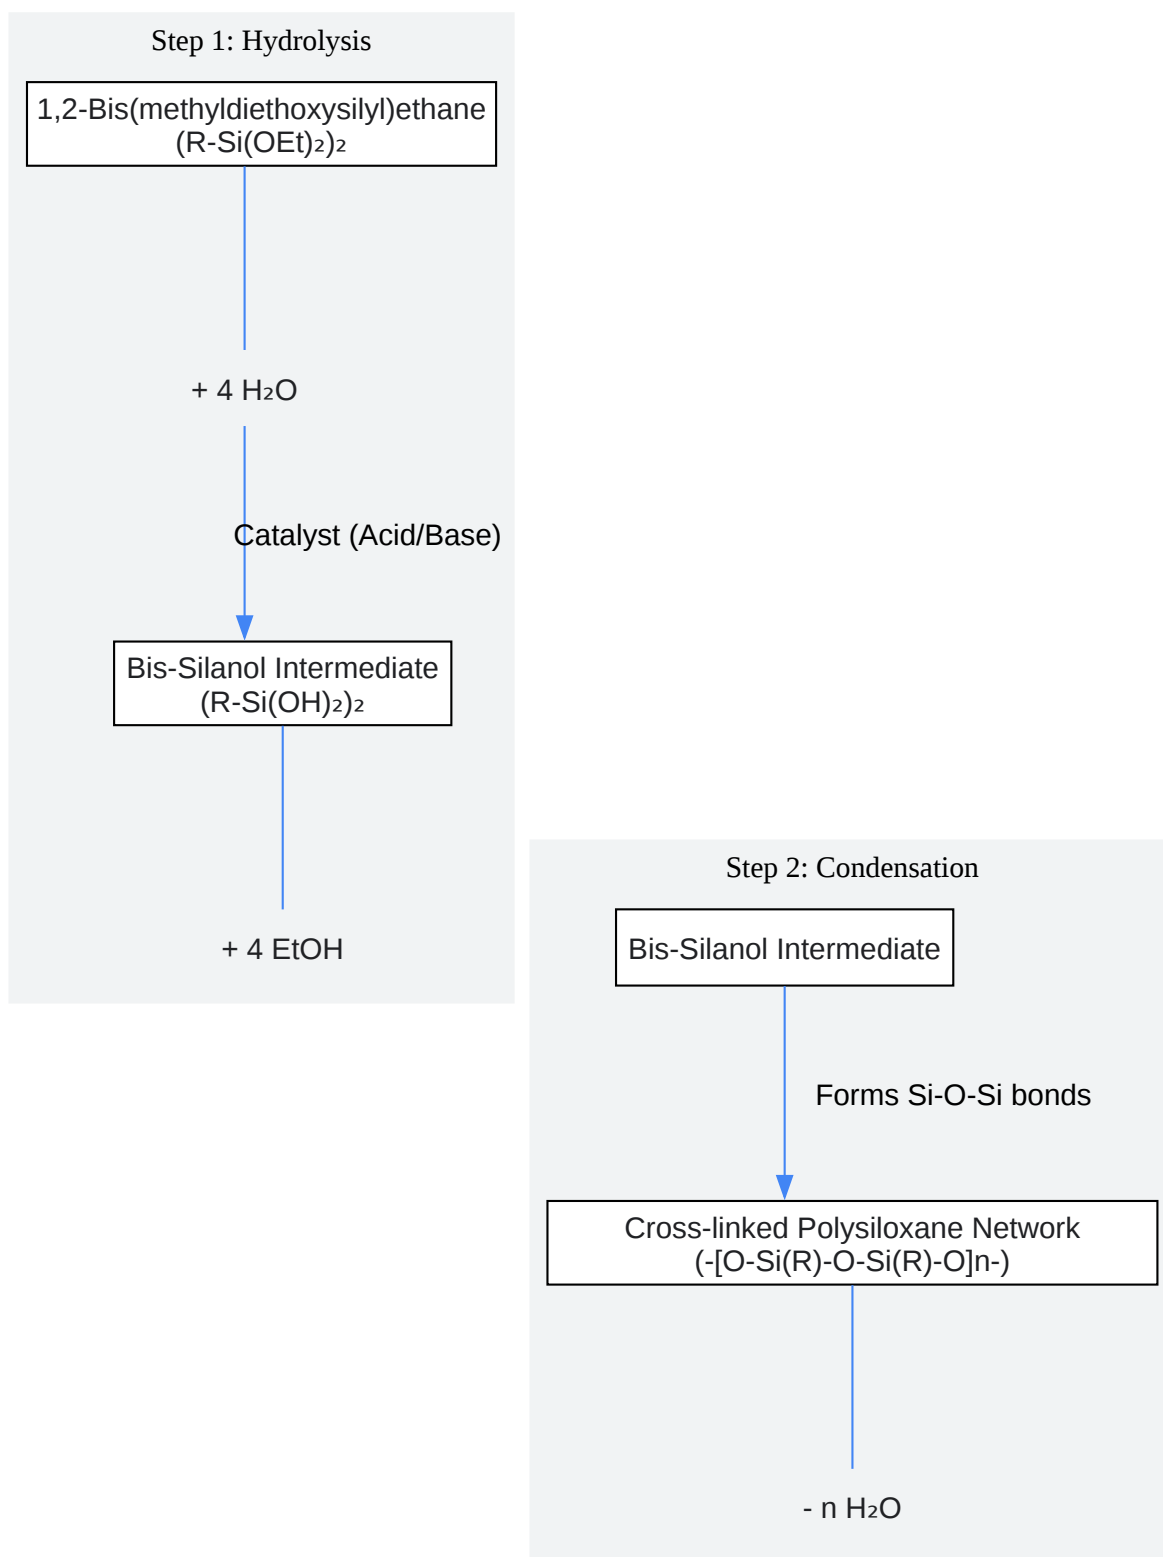 Step 1: Hydrolysis
1,2-Bis(methyldiethoxysilyl)ethane
(R-Si(OEt)₂)₂
+ 4 H₂O
Catalyst (Acid/Base)
Bis-Silanol Intermediate
(R-Si(OH)₂)₂
+ 4 EtOH
Step 2: Condensation
Bis-Silanol Intermediate
Forms Si-O-Si bonds
Cross-linked Polysiloxane Network
(-[O-Si(R)-O-Si(R)-O]n-)
- n H₂O